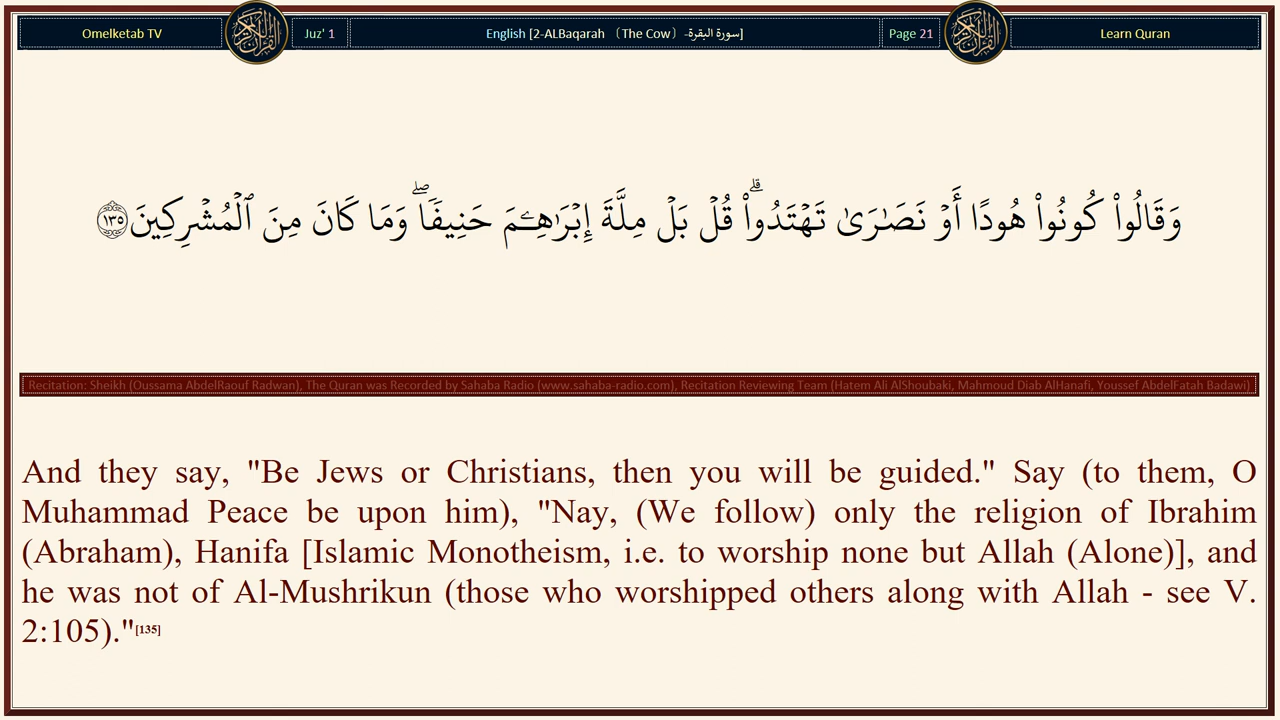 Omelketab TV
Juz' 1
English [2-ALBaqarah （The Cow） -سورة البقرة]
Page 21
Learn Quran
وَقَالُوا۟ كُونُوا۟ هُودًا أَوْ نَصَـٰرَىٰ تَهْتَدُوا۟ ۗ قُلْ بَلْ مِلَّةَ إِبْرَٰهِـۧمَ حَنِيفًا ۖ وَمَا كَانَ مِنَ ٱلْمُشْرِكِينَ ١٣٥
Recitation: Sheikh (Oussama AbdelRaouf Radwan), The Quran was Recorded by Sahaba Radio (www.sahaba-radio.com), Recitation Reviewing Team (Hatem Ali AlShoubaki, Mahmoud Diab AlHanafi, Youssef AbdelFatah Badawi)
And they say, "Be Jews or Christians, then you will be guided." Say (to them, O
Muhammad Peace be upon him), "Nay, (We follow) only the religion of Ibrahim
(Abraham), Hanifa [Islamic Monotheism, i.e. to worship none but Allah (Alone)], and
he was not of Al-Mushrikun (those who worshipped others along with Allah - see V.
2:105)."[135]